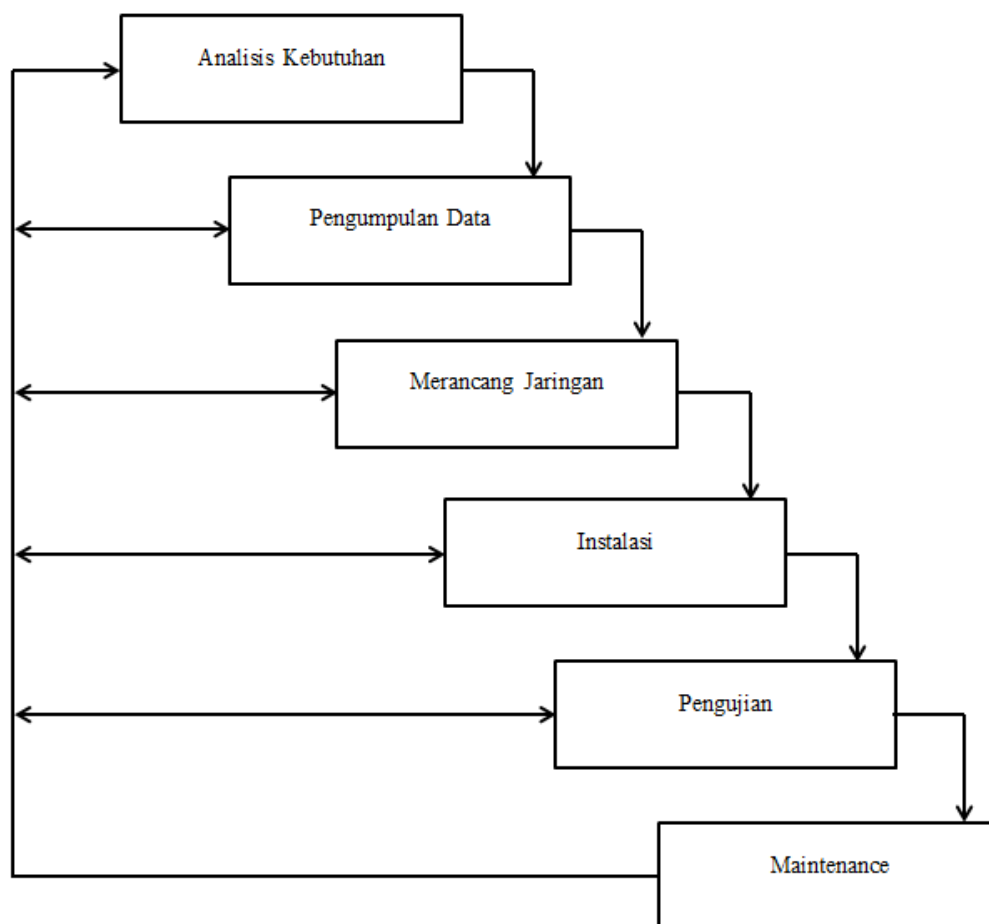 Analisis Kebutuhan
Pengumpulan Data
Merancang Jaringan
Instalasi
Pengujian
Maintenance